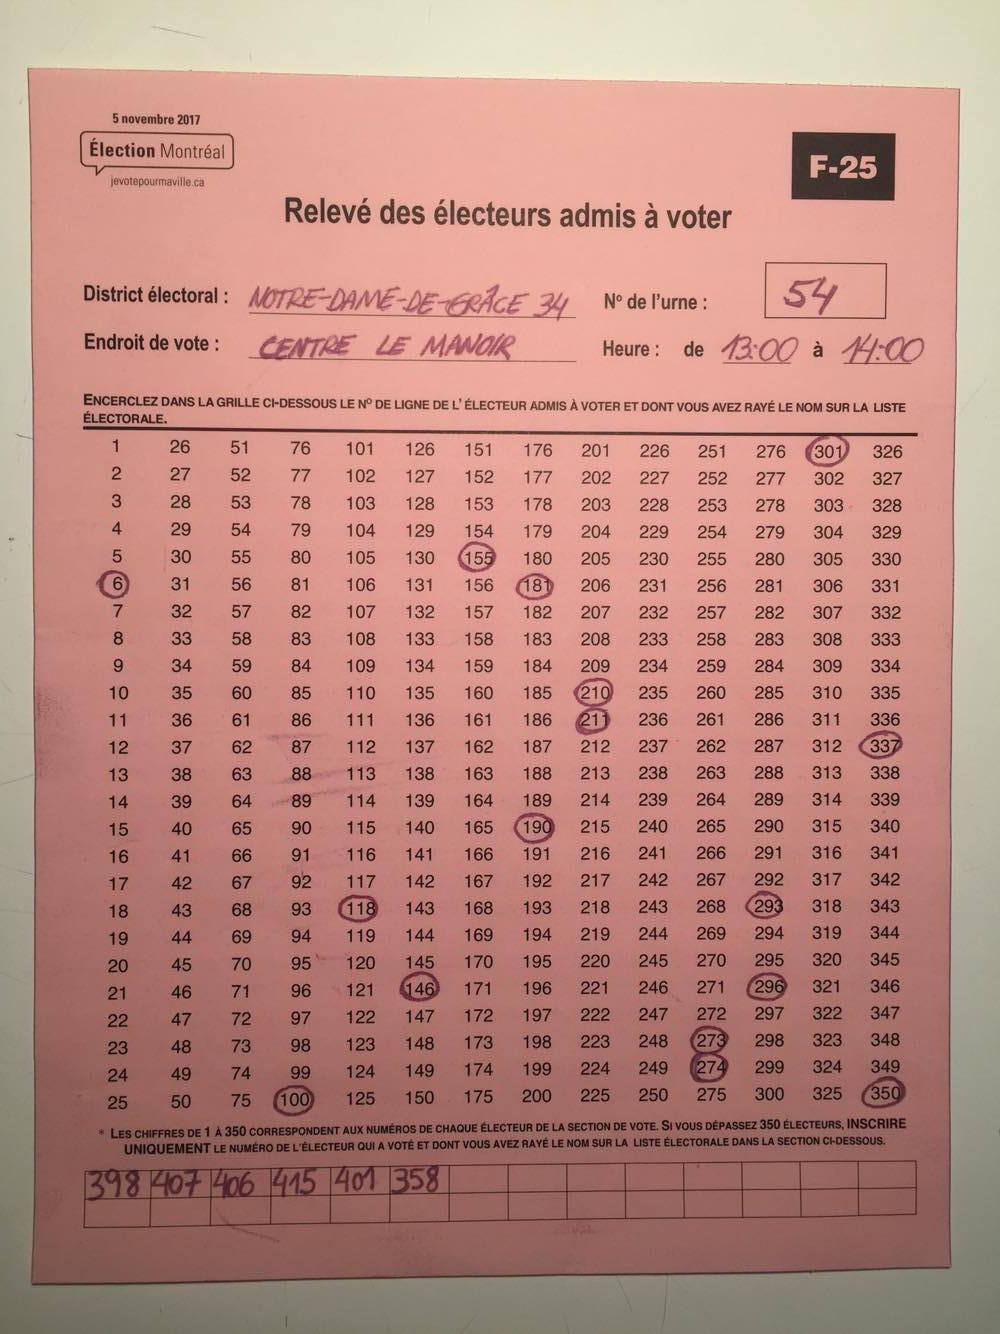 5 novembre 2017
Élection Montréal
jevotepourmaville.ca
F-25
Relevé des électeurs admis à voter
District électoral : NOTRE-DAME-DE-GRÂCE 34 Nº de l'urne : 54
Endroit de vote : CENTRE LE MANOIR Heure : de 13:00 à 14:00
ENCERCLEZ DANS LA GRILLE CI-DESSOUS LE Nº DE LIGNE DE L'ÉLECTEUR ADMIS À VOTER ET DONT VOUS AVEZ RAYÉ LE NOM SUR LA LISTE
ÉLECTORALE.
1 26 51 76 101 126 151 176 201 226 251 276 301 326
2 27 52 77 102 127 152 177 202 227 252 277 302 327
3 28 53 78 103 128 153 178 203 228 253 278 303 328
4 29 54 79 104 129 154 179 204 229 254 279 304 329
5 30 55 80 105 130 155 180 205 230 255 280 305 330
6 31 56 81 106 131 156 181 206 231 256 281 306 331
7 32 57 82 107 132 157 182 207 232 257 282 307 332
8 33 58 83 108 133 158 183 208 233 258 283 308 333
9 34 59 84 109 134 159 184 209 234 259 284 309 334
10 35 60 85 110 135 160 185 210 235 260 285 310 335
11 36 61 86 111 136 161 186 211 236 261 286 311 336
12 37 62 87 112 137 162 187 212 237 262 287 312 337
13 38 63 88 113 138 163 188 213 238 263 288 313 338
14 39 64 89 114 139 164 189 214 239 264 289 314 339
15 40 65 90 115 140 165 190 215 240 265 290 315 340
16 41 66 91 116 141 166 191 216 241 266 291 316 341
17 42 67 92 117 142 167 192 217 242 267 292 317 342
18 43 68 93 118 143 168 193 218 243 268 293 318 343
19 44 69 94 119 144 169 194 219 244 269 294 319 344
20 45 70 95 120 145 170 195 220 245 270 295 320 345
21 46 71 96 121 146 171 196 221 246 271 296 321 346
22 47 72 97 122 147 172 197 222 247 272 297 322 347
23 48 73 98 123 148 173 198 223 248 273 298 323 348
24 49 74 99 124 149 174 199 224 249 274 299 324 349
25 50 75 100 125 150 175 200 225 250 275 300 325 350
* LES CHIFFRES DE 1 À 350 CORRESPONDENT AUX NUMÉROS DE CHAQUE ÉLECTEUR DE LA SECTION DE VOTE. SI VOUS DÉPASSEZ 350 ÉLECTEURS, INSCRIRE
UNIQUEMENT LE NUMÉRO DE L'ÉLECTEUR QUI A VOTÉ ET DONT VOUS AVEZ RAYÉ LE NOM SUR LA LISTE ÉLECTORALE DANS LA SECTION CI-DESSOUS.
398 407 406 415 401 358